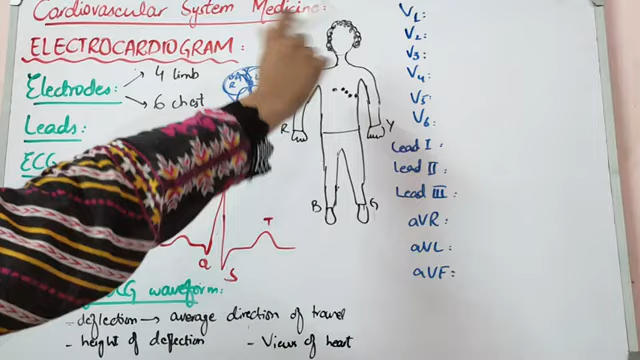 Cardiovascular System Medicine:
ELECTROCARDIOGRAM:
Electrodes: 4 limb
6 chest
Leads:
ECG
R
R Y
B G
Q S T
ECG waveform:
- deflection → average direction of travel
- height of deflection - Views of heart
V1:
V2:
V3:
V4:
V5:
V6:
Lead I:
Lead II:
Lead III:
aVR:
aVL:
aVF: